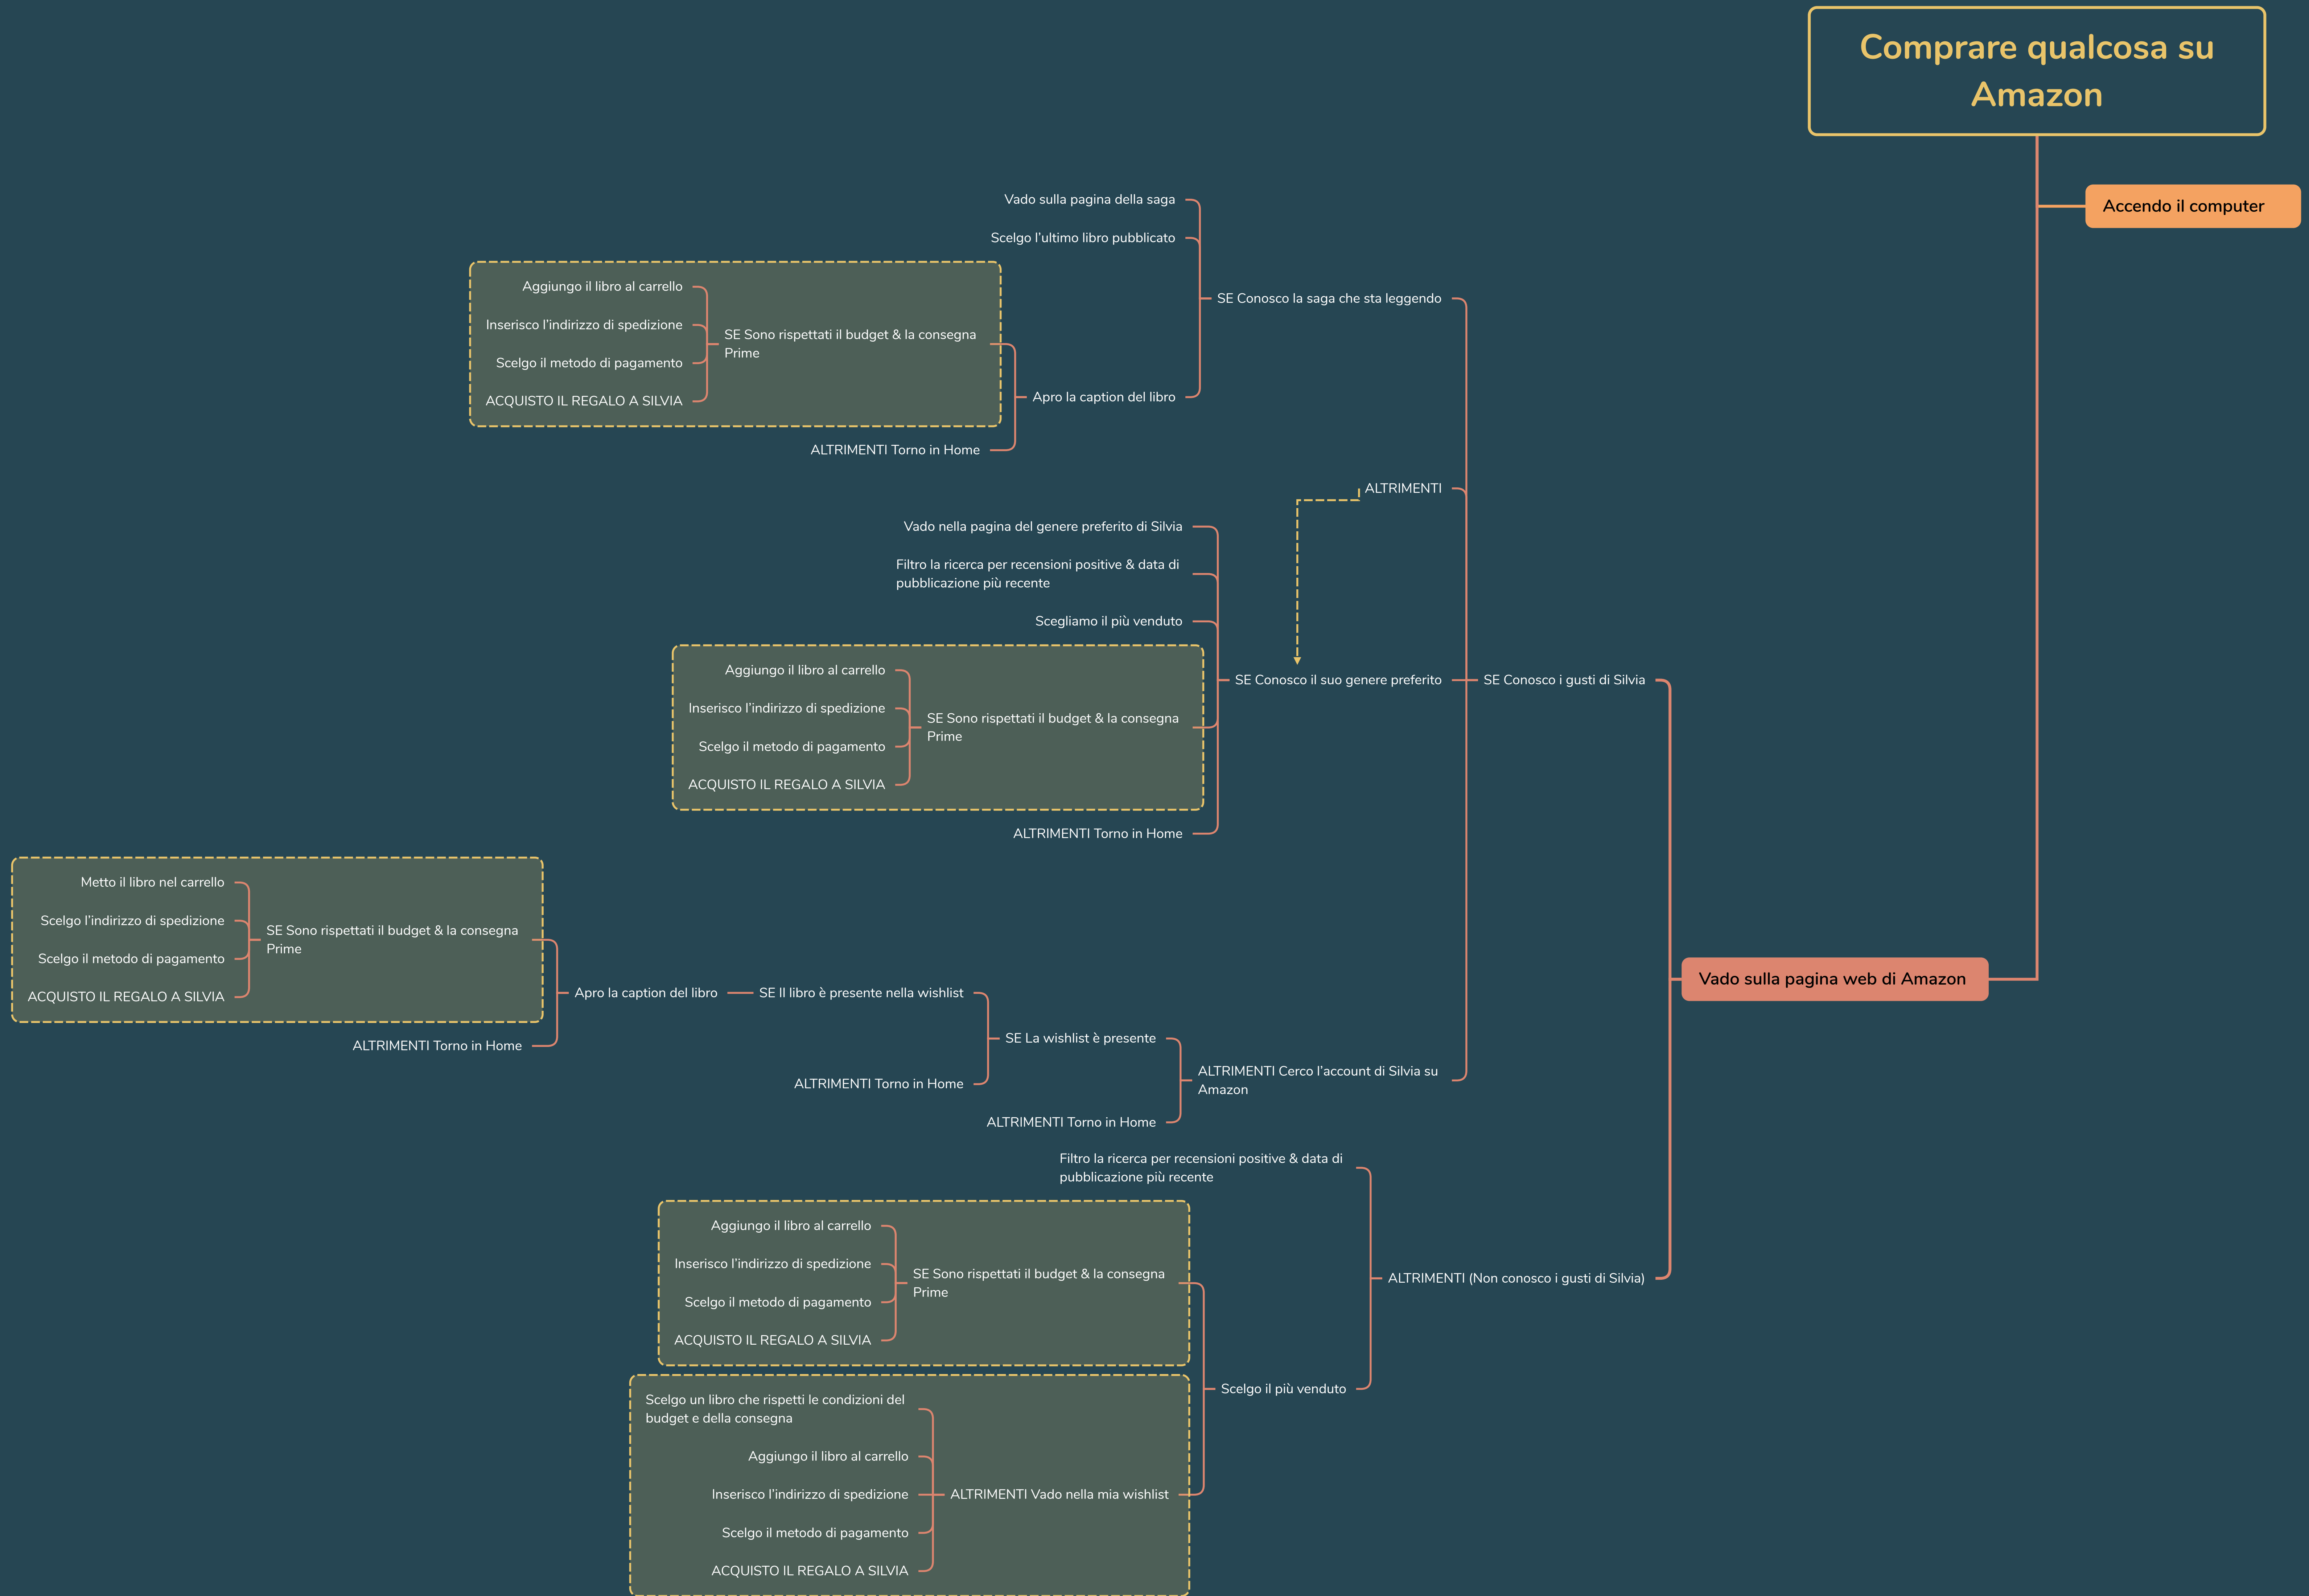 Comprare qualcosa su
Amazon
Accendo il computer
Vado sulla pagina della saga
Scelgo l'ultimo libro pubblicato
Aggiungo il libro al carrello
Inserisco l'indirizzo di spedizione
Scelgo il metodo di pagamento
ACQUISTO IL REGALO A SILVIA
SE Sono rispettati il budget & la consegna
Prime
ALTRIMENTI Torno in Home
Apro la caption del libro
SE Conosco la saga che sta leggendo
ALTRIMENTI
Vado nella pagina del genere preferito di Silvia
Filtro la ricerca per recensioni positive & data di
pubblicazione più recente
Scegliamo il più venduto
Aggiungo il libro al carrello
Inserisco l'indirizzo di spedizione
Scelgo il metodo di pagamento
ACQUISTO IL REGALO A SILVIA
SE Sono rispettati il budget & la consegna
Prime
ALTRIMENTI Torno in Home
SE Conosco il suo genere preferito
SE Conosco i gusti di Silvia
Metto il libro nel carrello
Scelgo l'indirizzo di spedizione
Scelgo il metodo di pagamento
ACQUISTO IL REGALO A SILVIA
SE Sono rispettati il budget & la consegna
Prime
ALTRIMENTI Torno in Home
Apro la caption del libro
SE Il libro è presente nella wishlist
ALTRIMENTI Torno in Home
SE La wishlist è presente
ALTRIMENTI Torno in Home
ALTRIMENTI Cerco l'account di Silvia su
Amazon
Vado sulla pagina web di Amazon
Filtro la ricerca per recensioni positive & data di
pubblicazione più recente
Aggiungo il libro al carrello
Inserisco l'indirizzo di spedizione
Scelgo il metodo di pagamento
ACQUISTO IL REGALO A SILVIA
SE Sono rispettati il budget & la consegna
Prime
Scelgo un libro che rispetti le condizioni del
budget e della consegna
Aggiungo il libro al carrello
Inserisco l'indirizzo di spedizione
Scelgo il metodo di pagamento
ACQUISTO IL REGALO A SILVIA
ALTRIMENTI Vado nella mia wishlist
Scelgo il più venduto
ALTRIMENTI (Non conosco i gusti di Silvia)